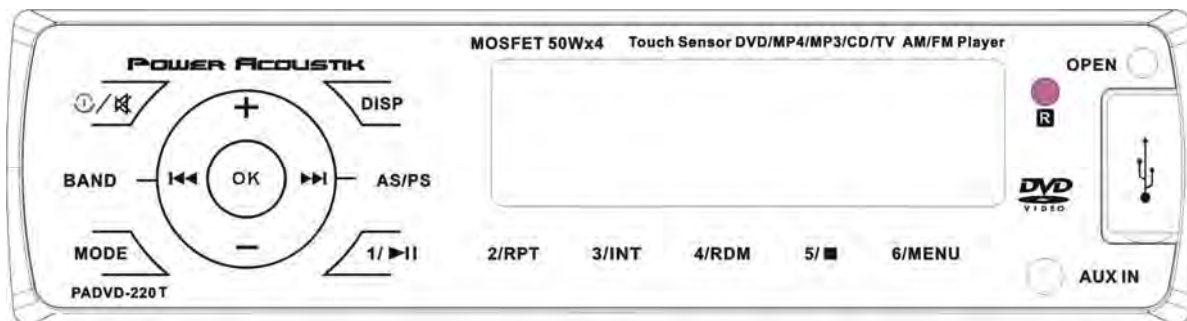 MOSFET 50Wx4 Touch Sensor DVD/MP4/MP3/CD/TV AM/FM Player
POWER ACOUSTIK
OPEN
DISP
R
BAND
OK
AS/PS
DVD
VIDEO
MODE
1/
2/RPT
3/INT
4/RDM
5/
6/MENU
AUX IN
PADVD-220T